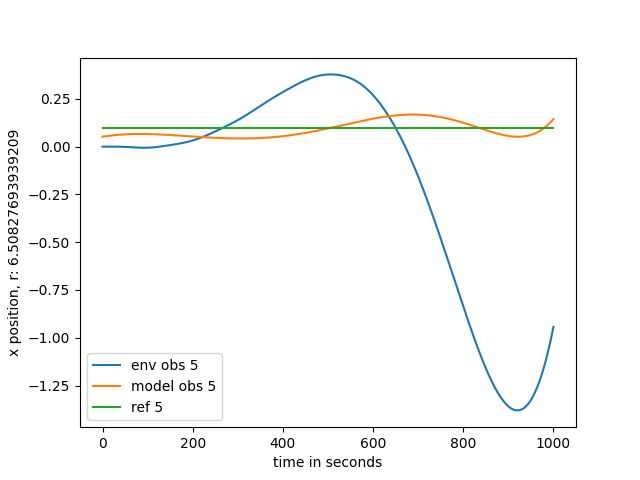 x position, r: 6.50827693939209
0.25
0.00
−0.25
−0.50
−0.75
−1.00
−1.25
0 200 400 600 800 1000
time in seconds
env obs 5
model obs 5
ref 5